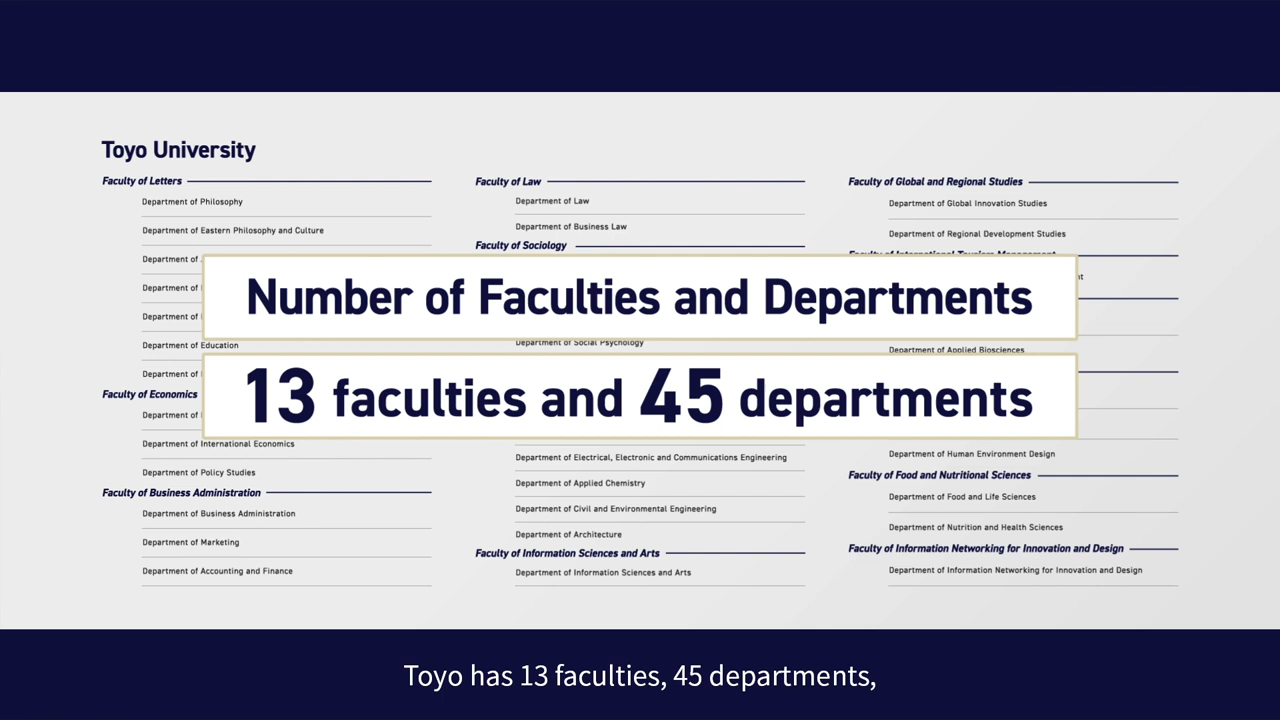 Toyo University
Faculty of Letters
Department of Philosophy
Department of Eastern Philosophy and Culture
Department of
Department of
Department of
Department of Education
Department of
Faculty of Economics
Department of
Department of International Economics
Department of Policy Studies
Faculty of Business Administration
Department of Business Administration
Department of Marketing
Department of Accounting and Finance
Faculty of Law
Department of Law
Department of Business Law
Faculty of Sociology
Department of Social Psychology
Department of Electrical, Electronic and Communications Engineering
Department of Applied Chemistry
Department of Civil and Environmental Engineering
Department of Architecture
Faculty of Information Sciences and Arts
Department of Information Sciences and Arts
Faculty of Global and Regional Studies
Department of Global Innovation Studies
Department of Regional Development Studies
Faculty of International Tourism Management
Department of Applied Biosciences
Department of Human Environment Design
Faculty of Food and Nutritional Sciences
Department of Food and Life Sciences
Department of Nutrition and Health Sciences
Faculty of Information Networking for Innovation and Design
Department of Information Networking for Innovation and Design
Number of Faculties and Departments
13 faculties and 45 departments
Toyo has 13 faculties, 45 departments,